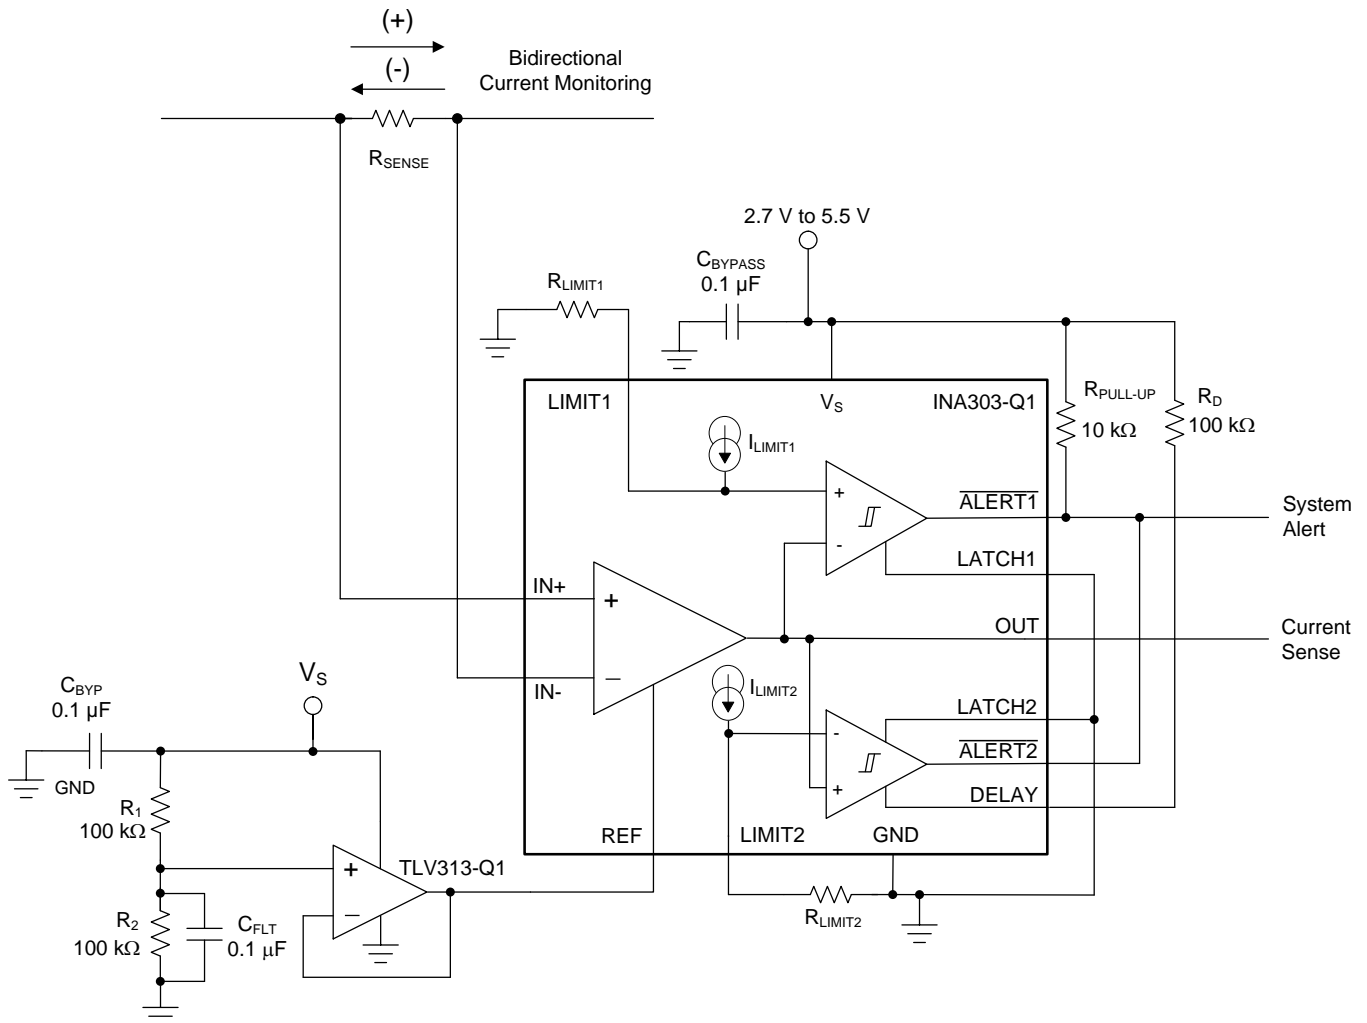 (+)
(-)
Bidirectional
Current Monitoring
RSENSE
2.7 V to 5.5 V
CBYPASS
0.1 µF
RLIMIT1
LIMIT1
VS
INA303-Q1
RPULL-UP
10 kΩ
RD
100 kΩ
ILIMIT1
+
-
ALERT1
System
Alert
LATCH1
IN+
+
OUT
Current
Sense
−
IN-
ILIMIT2
LATCH2
-
ALERT2
+
DELAY
REF
LIMIT2
GND
RLIMIT2
VS
CBYP
0.1 µF
GND
R1
100 kΩ
+
TLV313-Q1
−
R2
100 kΩ
CFLT
0.1 µF